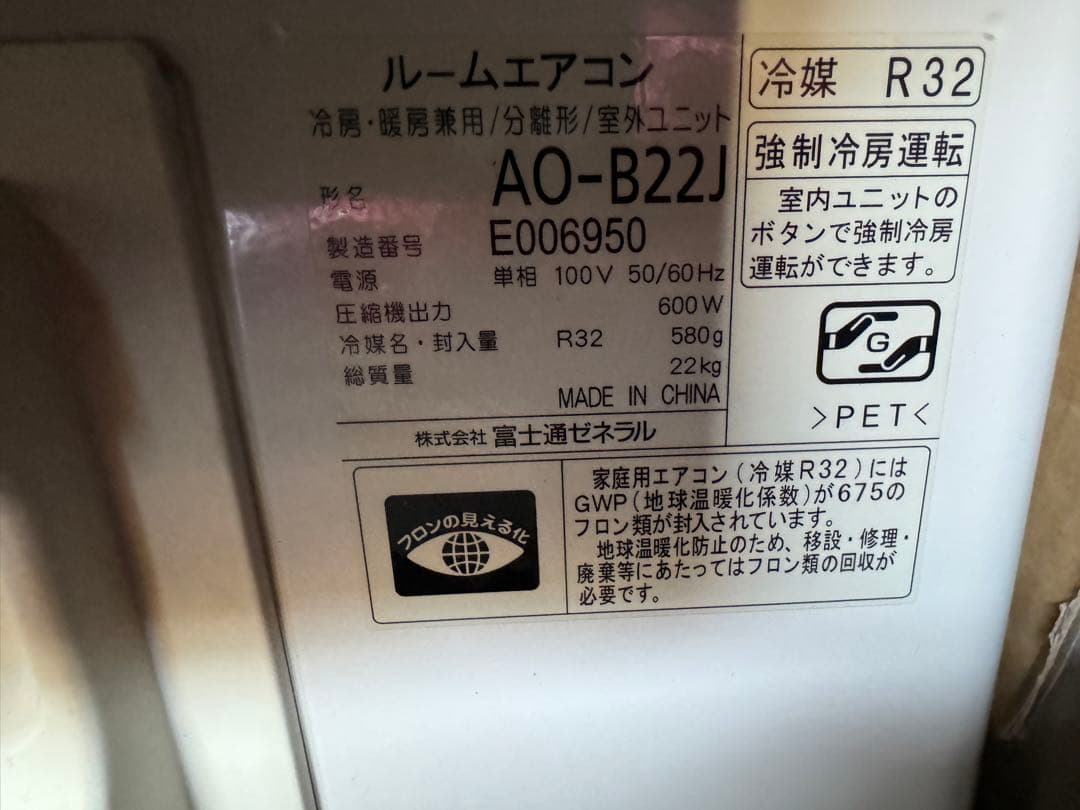 ルームエアコン
冷房・暖房兼用/分離形/室外ユニット
形名 AO-B22J
製造番号 E006950
電源 単相 100V 50/60Hz
圧縮機出力 600W
冷媒名・封入量 R32 580g
総質量 22kg
MADE IN CHINA
株式会社 富士通ゼネラル
冷媒 R32
強制冷房運転
室内ユニットの
ボタンで強制冷房
運転ができます。
G
>PET<
フロンの見える化
家庭用エアコン(冷媒R32)には
GWP(地球温暖化係数)が675の
フロン類が封入されています。
地球温暖化防止のため、移設・修理・
廃棄等にあたってはフロン類の回収が
必要です。